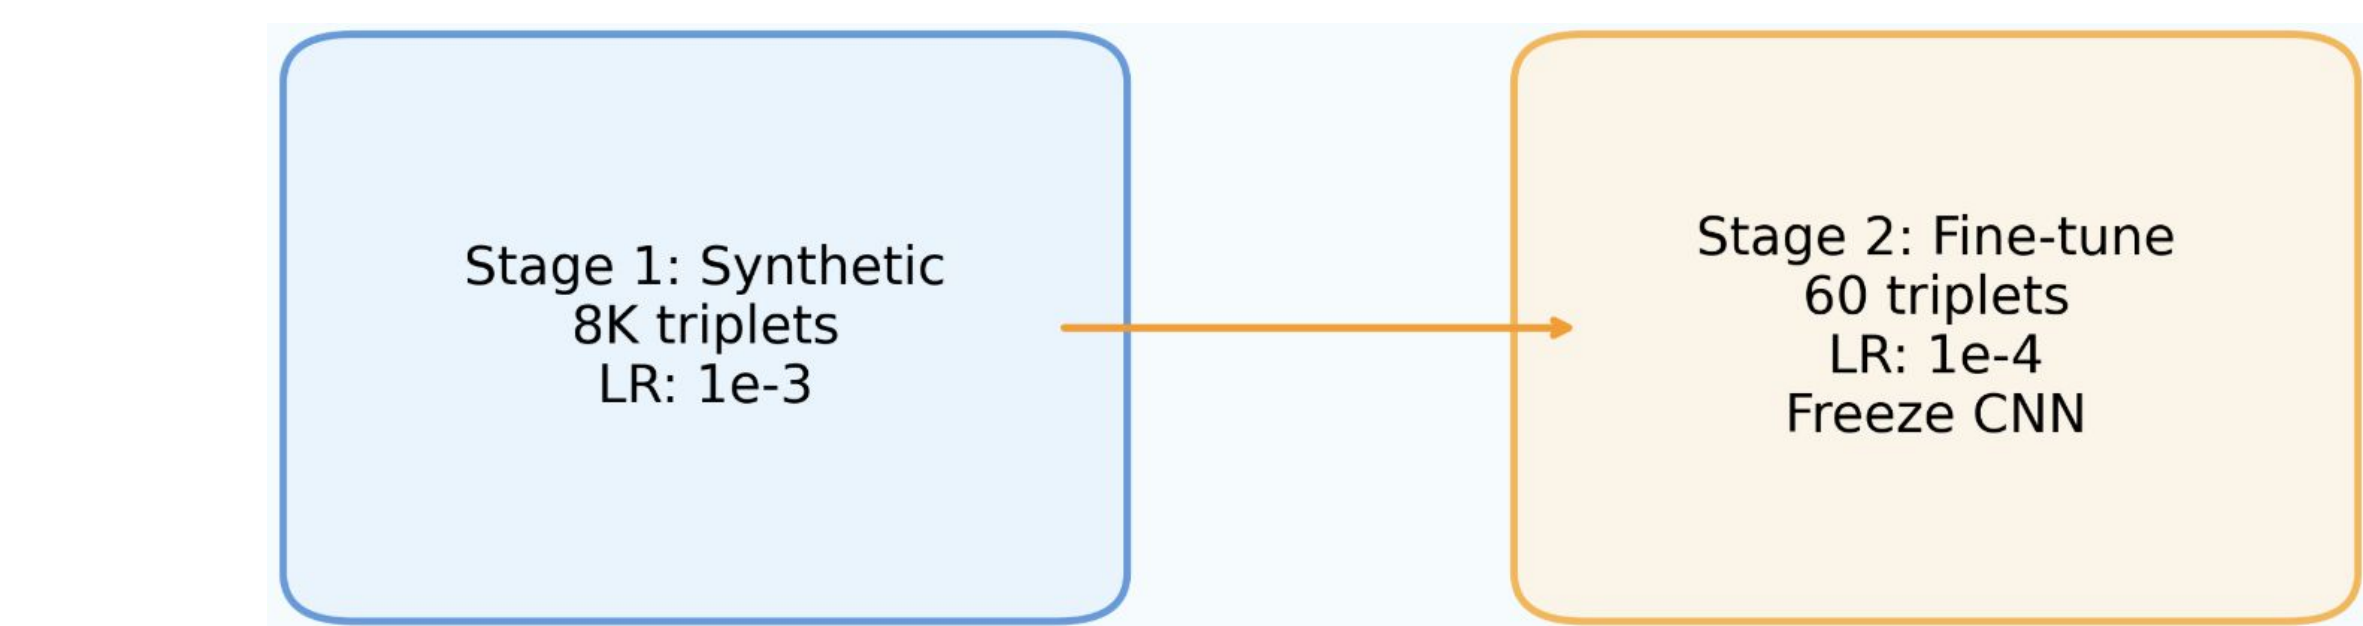 Stage 1: Synthetic
8K triplets
LR: 1e-3
Stage 2: Fine-tune
60 triplets
LR: 1e-4
Freeze CNN